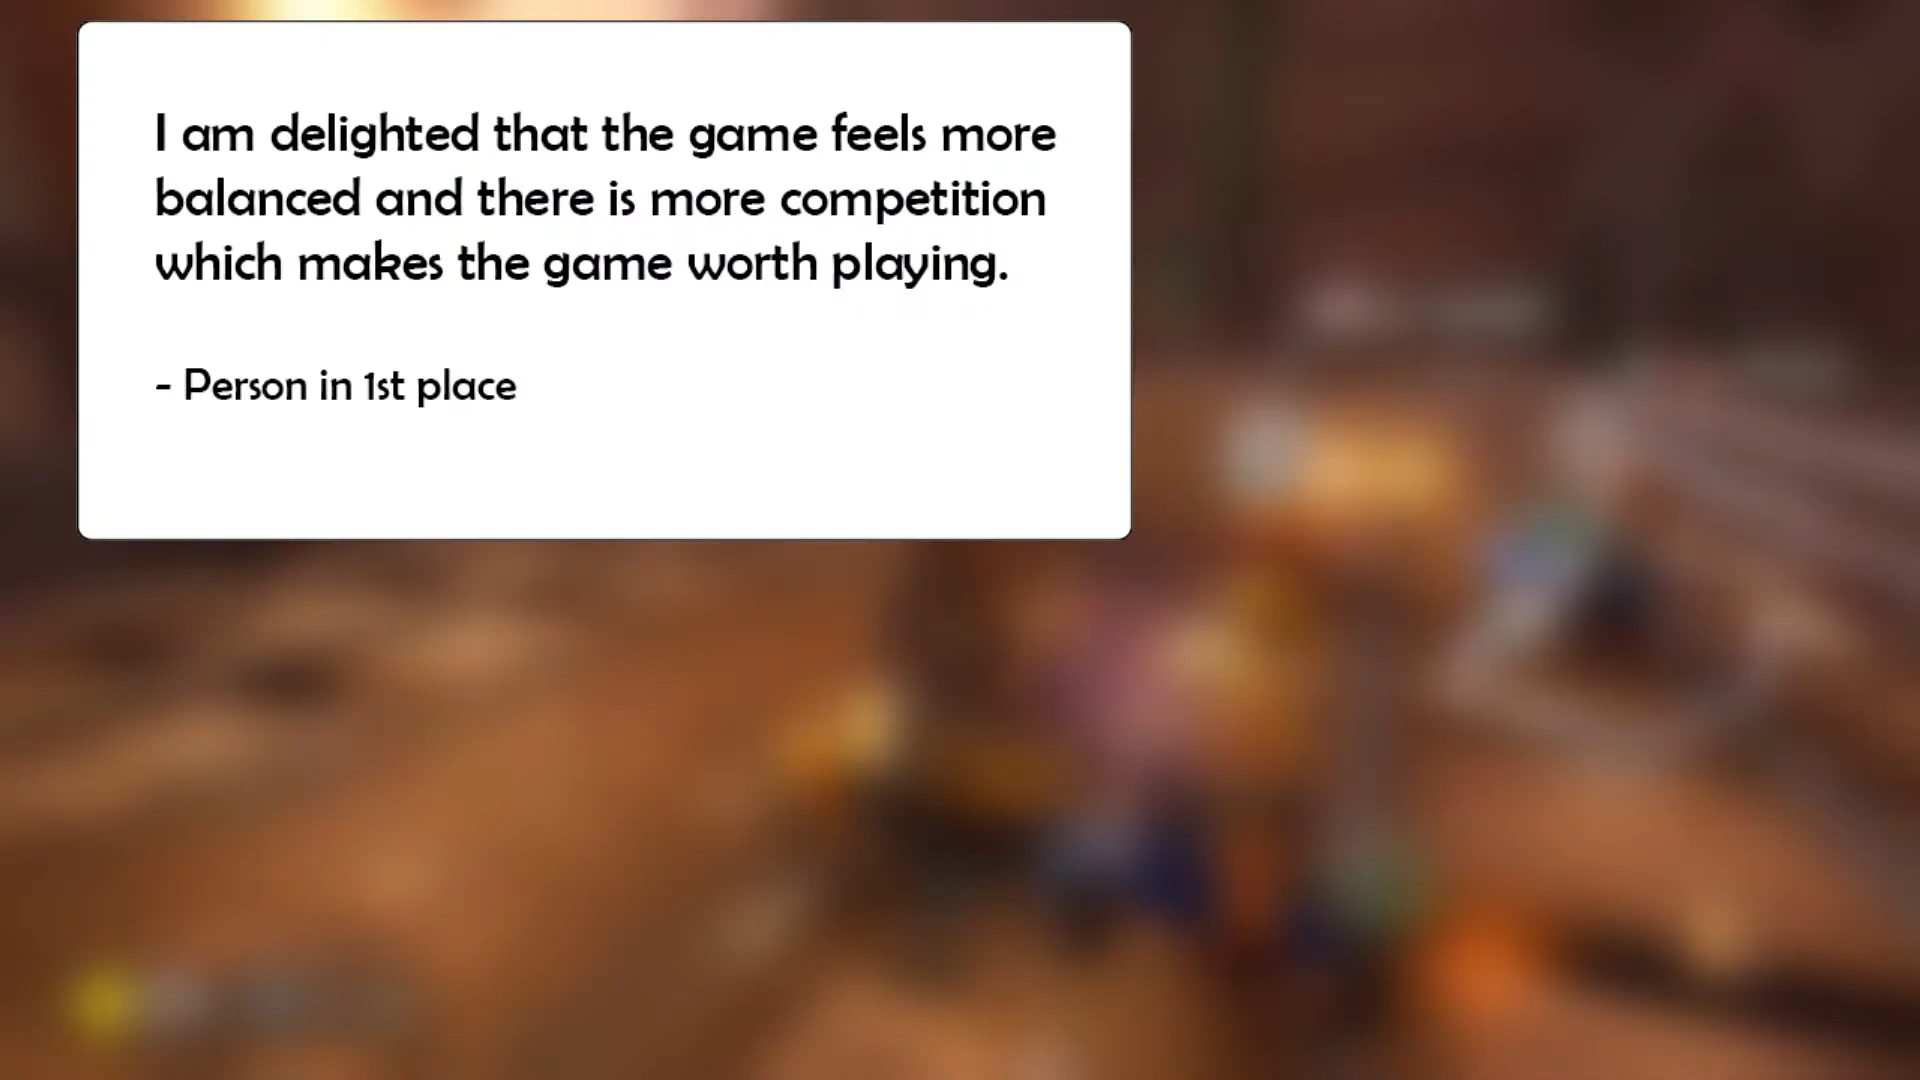 I am delighted that the game feels more
balanced and there is more competition
which makes the game worth playing.
- Person in 1st place